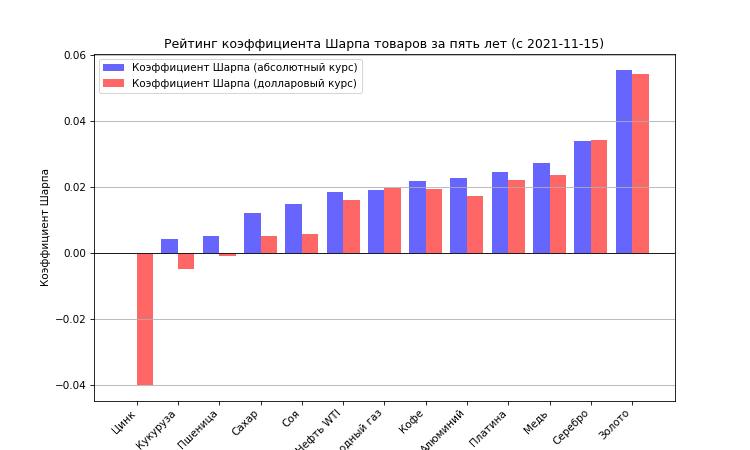 Рейтинг коэффициента Шарпа товаров за пять лет (с 2021-11-15)
Коэффициент Шарпа (абсолютный курс)
Коэффициент Шарпа (долларовый курс)
Коэффициент Шарпа
0.06
0.04
0.02
0.00
−0.02
−0.04
Цинк
Кукуруза
Пшеница
Сахар
Соя
Нефть WTI
одный газ
Кофе
Алюминий
Платина
Медь
Серебро
Золото